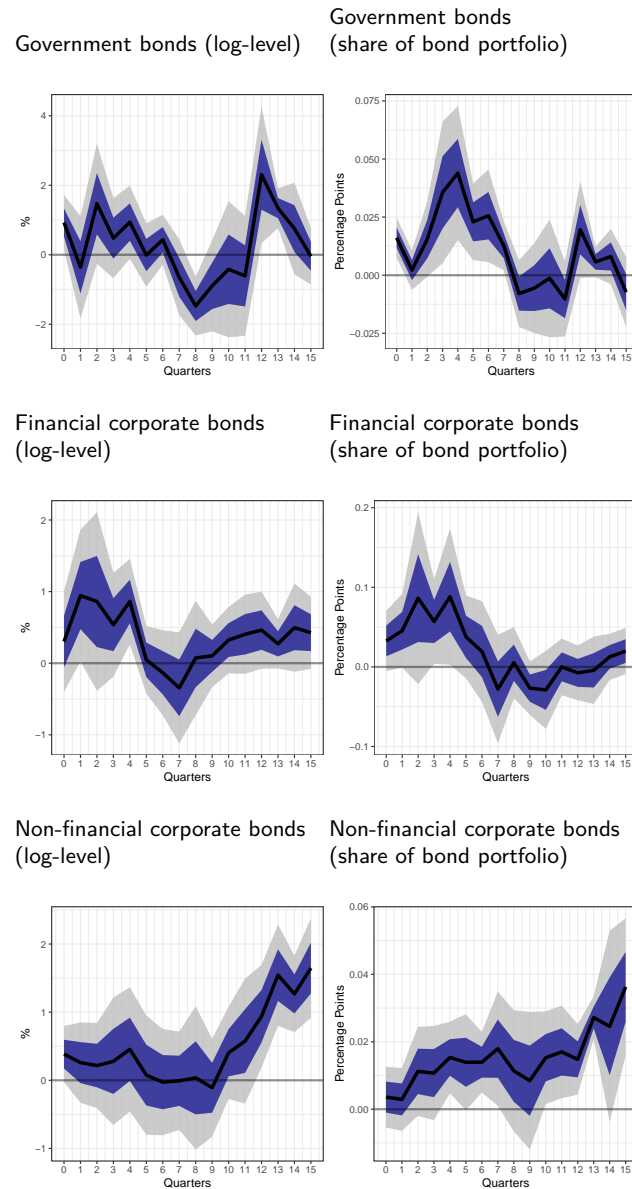 Government bonds (log-level)
Government bonds
(share of bond portfolio)
4
2
0
−2
%
0 1 2 3 4 5 6 7 8 9 10 11 12 13 14 15
Quarters
0.075
0.050
0.025
0.000
−0.025
Percentage Points
0 1 2 3 4 5 6 7 8 9 10 11 12 13 14 15
Quarters
Financial corporate bonds
(log-level)
Financial corporate bonds
(share of bond portfolio)
2
1
0
−1
%
0 1 2 3 4 5 6 7 8 9 10 11 12 13 14 15
Quarters
0.2
0.1
0.0
−0.1
Percentage Points
0 1 2 3 4 5 6 7 8 9 10 11 12 13 14 15
Quarters
Non-financial corporate bonds
(log-level)
Non-financial corporate bonds
(share of bond portfolio)
2
1
0
−1
%
0 1 2 3 4 5 6 7 8 9 10 11 12 13 14 15
Quarters
0.06
0.04
0.02
0.00
Percentage Points
0 1 2 3 4 5 6 7 8 9 10 11 12 13 14 15
Quarters